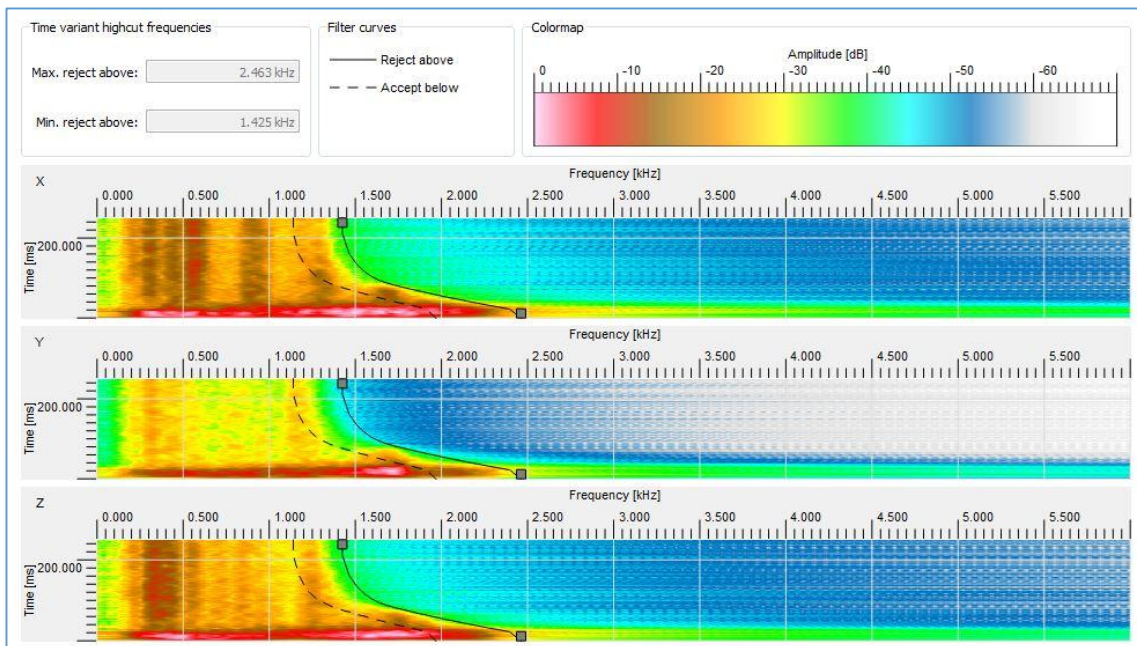 Time variant highcut frequencies
Max. reject above: 2.463 kHz
Min. reject above: 1.425 kHz
Filter curves
Reject above
Accept below
Colormap
Amplitude [dB]
0 -10 -20 -30 -40 -50 -60
X
Frequency [kHz]
0.000 0.500 1.000 1.500 2.000 2.500 3.000 3.500 4.000 4.500 5.000 5.500
Time [ms]
200.000
Y
Frequency [kHz]
0.000 0.500 1.000 1.500 2.000 2.500 3.000 3.500 4.000 4.500 5.000 5.500
Time [ms]
200.000
Z
Frequency [kHz]
0.000 0.500 1.000 1.500 2.000 2.500 3.000 3.500 4.000 4.500 5.000 5.500
Time [ms]
200.000